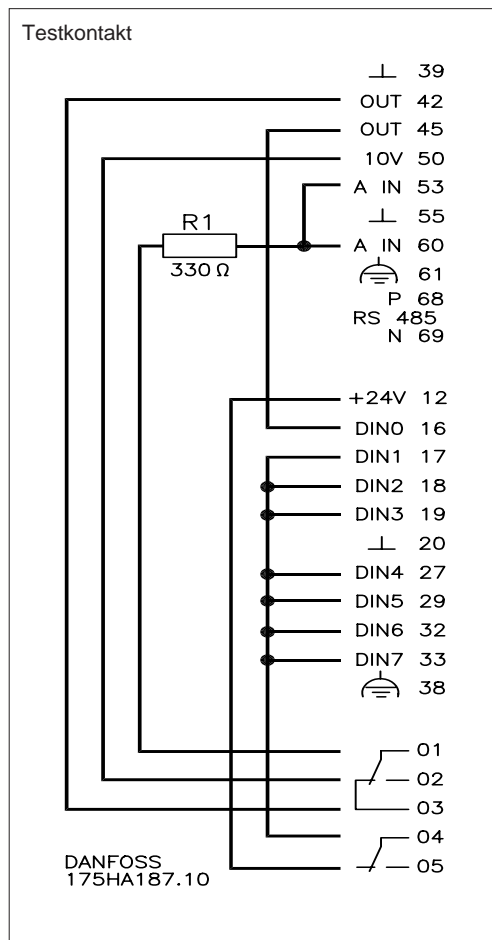 Testkontakt
⊥ 39
OUT 42
OUT 45
10V 50
A IN 53
⊥ 55
R1
A IN 60
330 Ω
61
P 68
RS 485
N 69
+24V 12
DIN0 16
DIN1 17
DIN2 18
DIN3 19
⊥ 20
DIN4 27
DIN5 29
DIN6 32
DIN7 33
38
01
02
03
04
05
DANFOSS
175HA187.10